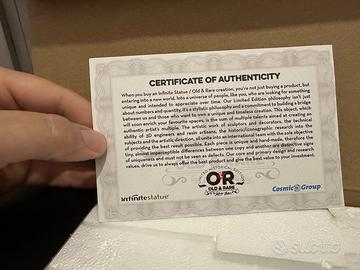 CERTIFICATE OF AUTHENTICITY
When you buy an Infinite Statue / Old & Rare creation, you're not just buying a product, but
entering into a new world. Into a universe of people, like you, who are looking for something
unique and intended to appreciate over time. Our Limited Edition philosophy isn't just
about numbers and quantity, it's a stylistic philosophy and a commitment to building a bridge
between us and those who want to own a unique and timeless creation. This object, which
will soon enrich your favourite spaces, is the sum of multiple talents aimed at creating an
authentic artist's multiple. The artistic skills of sculptors and decorators, the technical
ability of 3D engineers and resin artisans, the historic/iconographic research into the
subjects and the artistic direction, all unite into an international team with the sole objective
of providing the best result possible. Each piece is unique and hand-made, therefore the
tiny, almost imperceptible differences between one copy and another are distinctive signs
of uniqueness and must not be seen as defects. Our care and primary design and research
values, drive us to always offer the best product and give the best value to your investment.
infinitestatue
O&R
OLD & RARE
Cosmic Group
subito